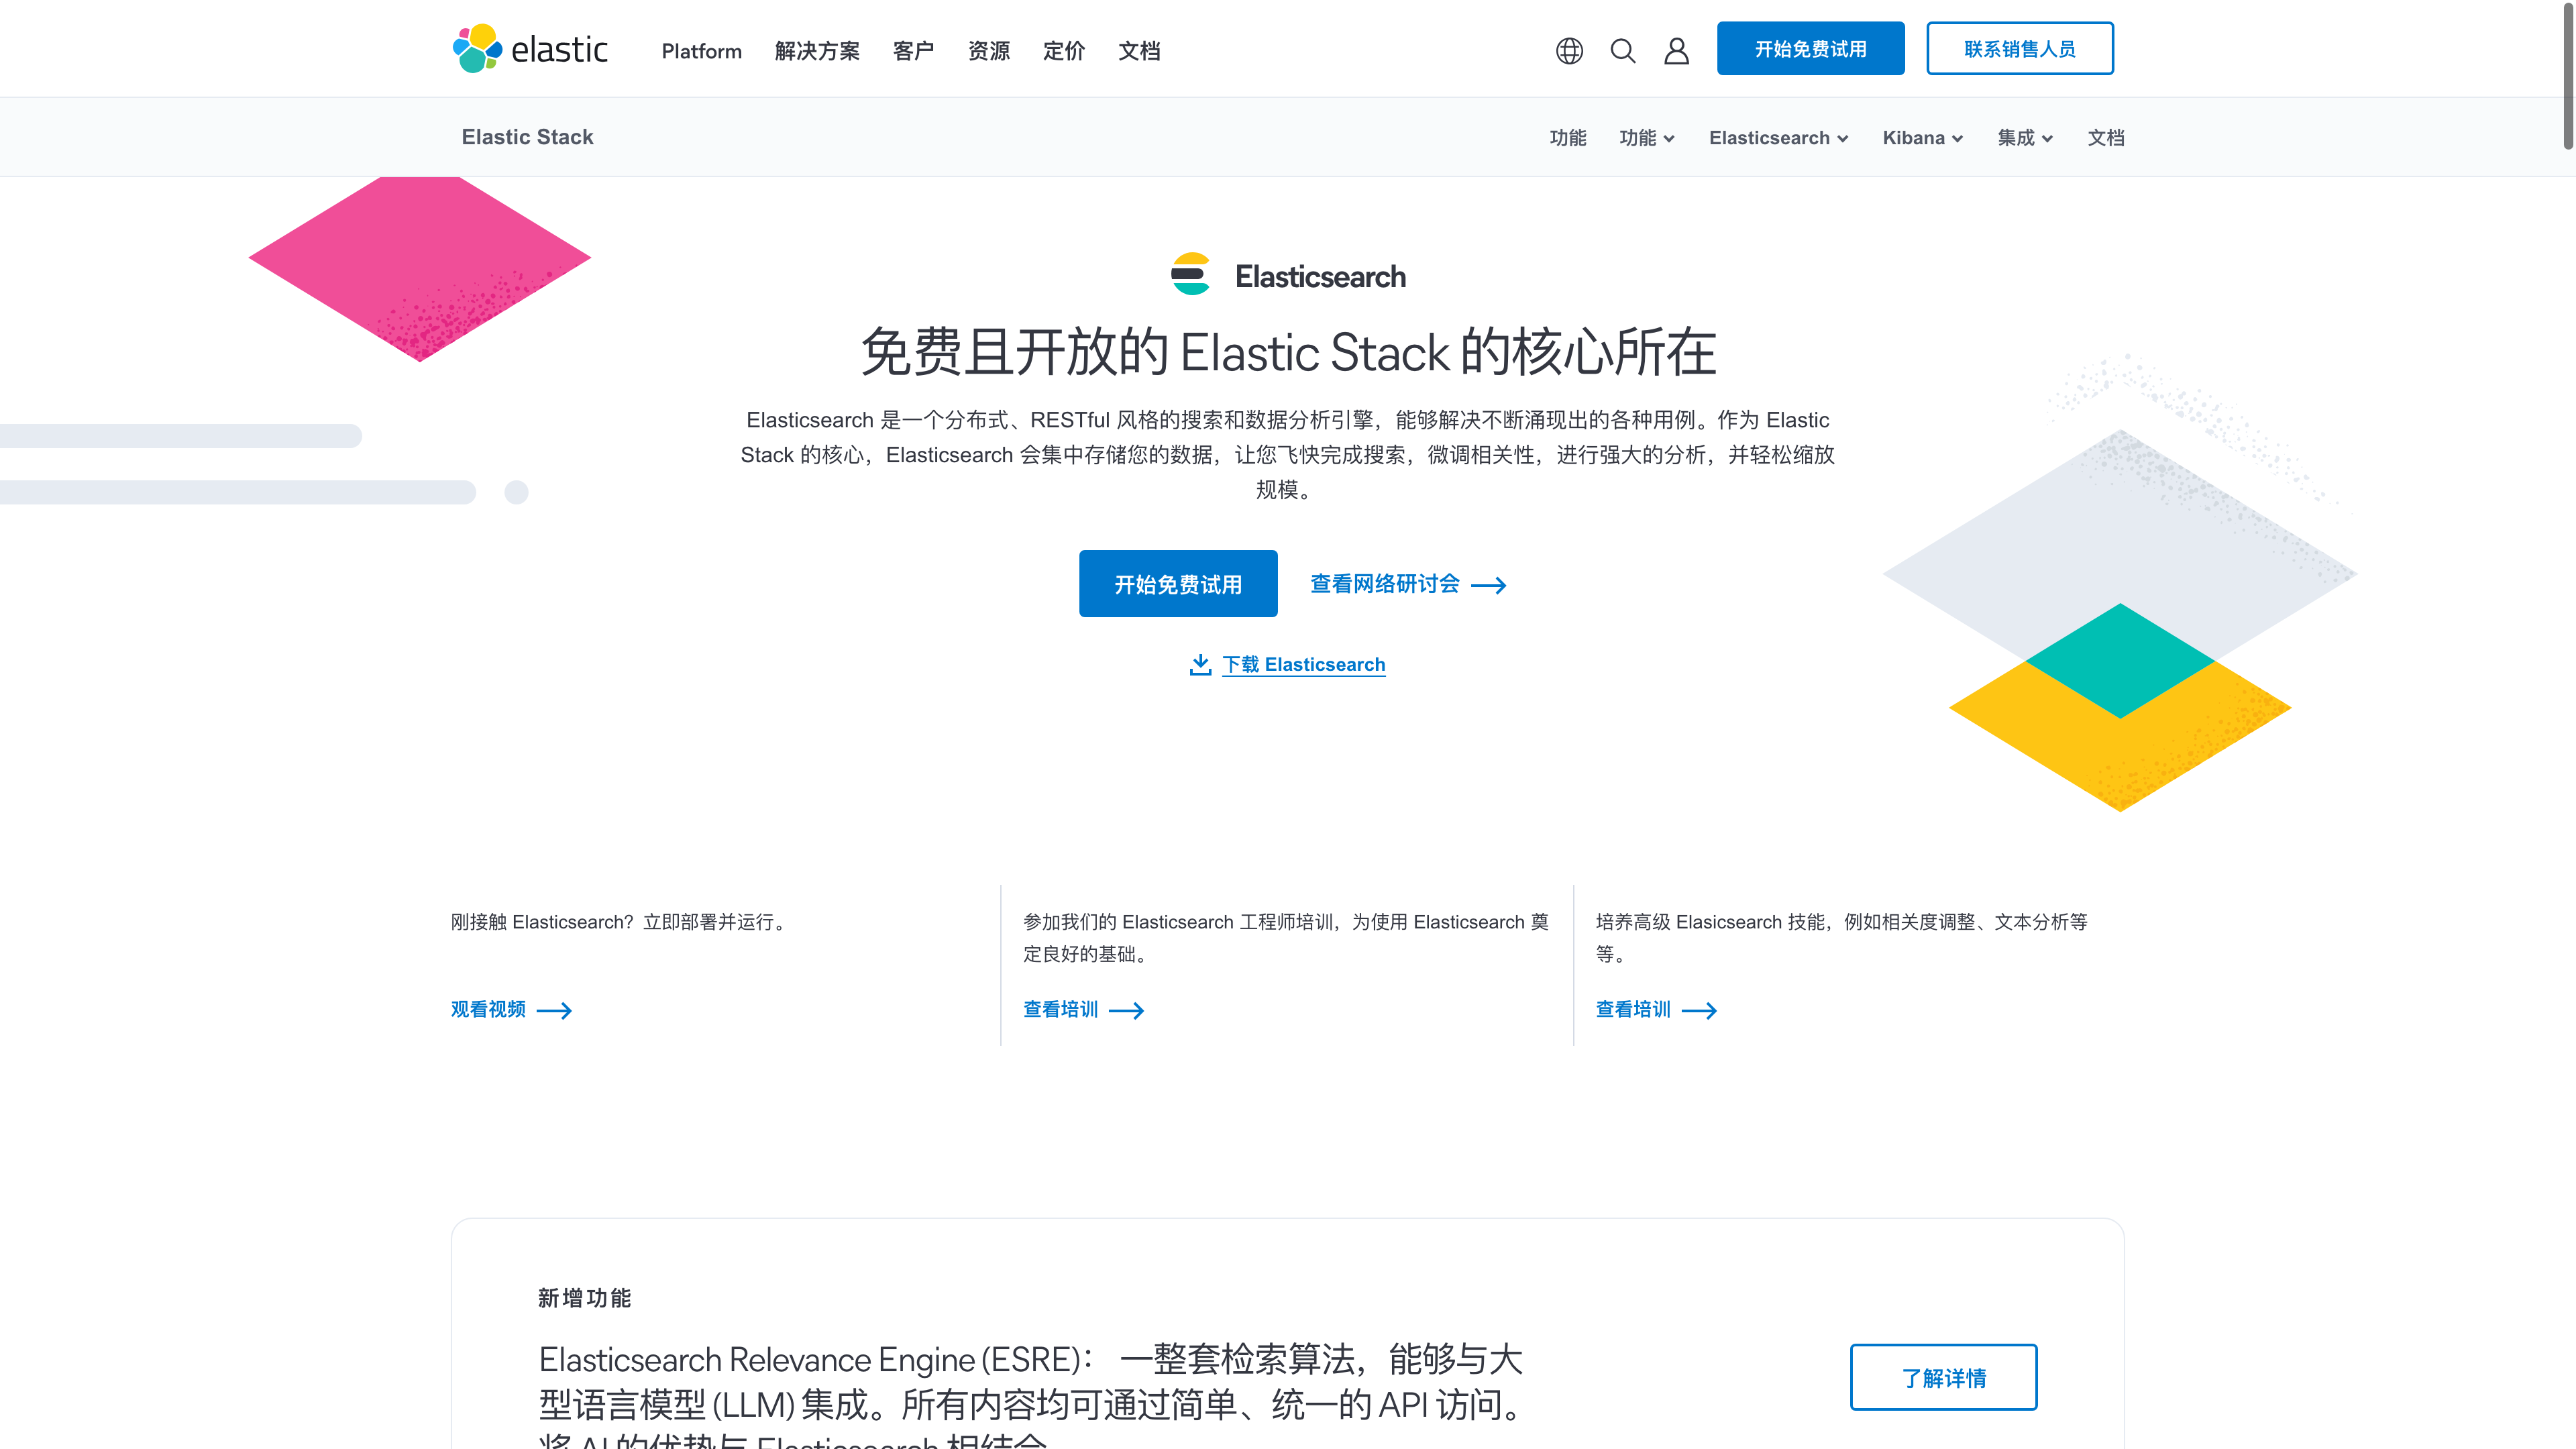 elastic
Platform 解决方案 客户 资源 定价 文档
开始免费试用 联系销售人员
Elastic Stack
功能 功能 Elasticsearch Kibana 集成 文档
Elasticsearch
免费且开放的 Elastic Stack 的核心所在
Elasticsearch 是一个分布式、RESTful 风格的搜索和数据分析引擎，能够解决不断涌现出的各种用例。作为 Elastic
Stack 的核心，Elasticsearch 会集中存储您的数据，让您飞快完成搜索，微调相关性，进行强大的分析，并轻松缩放
规模。
开始免费试用 查看网络研讨会
下载 Elasticsearch
刚接触 Elasticsearch？立即部署并运行。
观看视频
参加我们的 Elasticsearch 工程师培训，为使用 Elasticsearch 奠
定良好的基础。
查看培训
培养高级 Elasicsearch 技能，例如相关度调整、文本分析等
等。
查看培训
新增功能
Elasticsearch Relevance Engine (ESRE)： 一整套检索算法，能够与大
型语言模型 (LLM) 集成。所有内容均可通过简单、统一的 API 访问。
将 AI 的优势与 Elasticsearch 相结合
了解详情